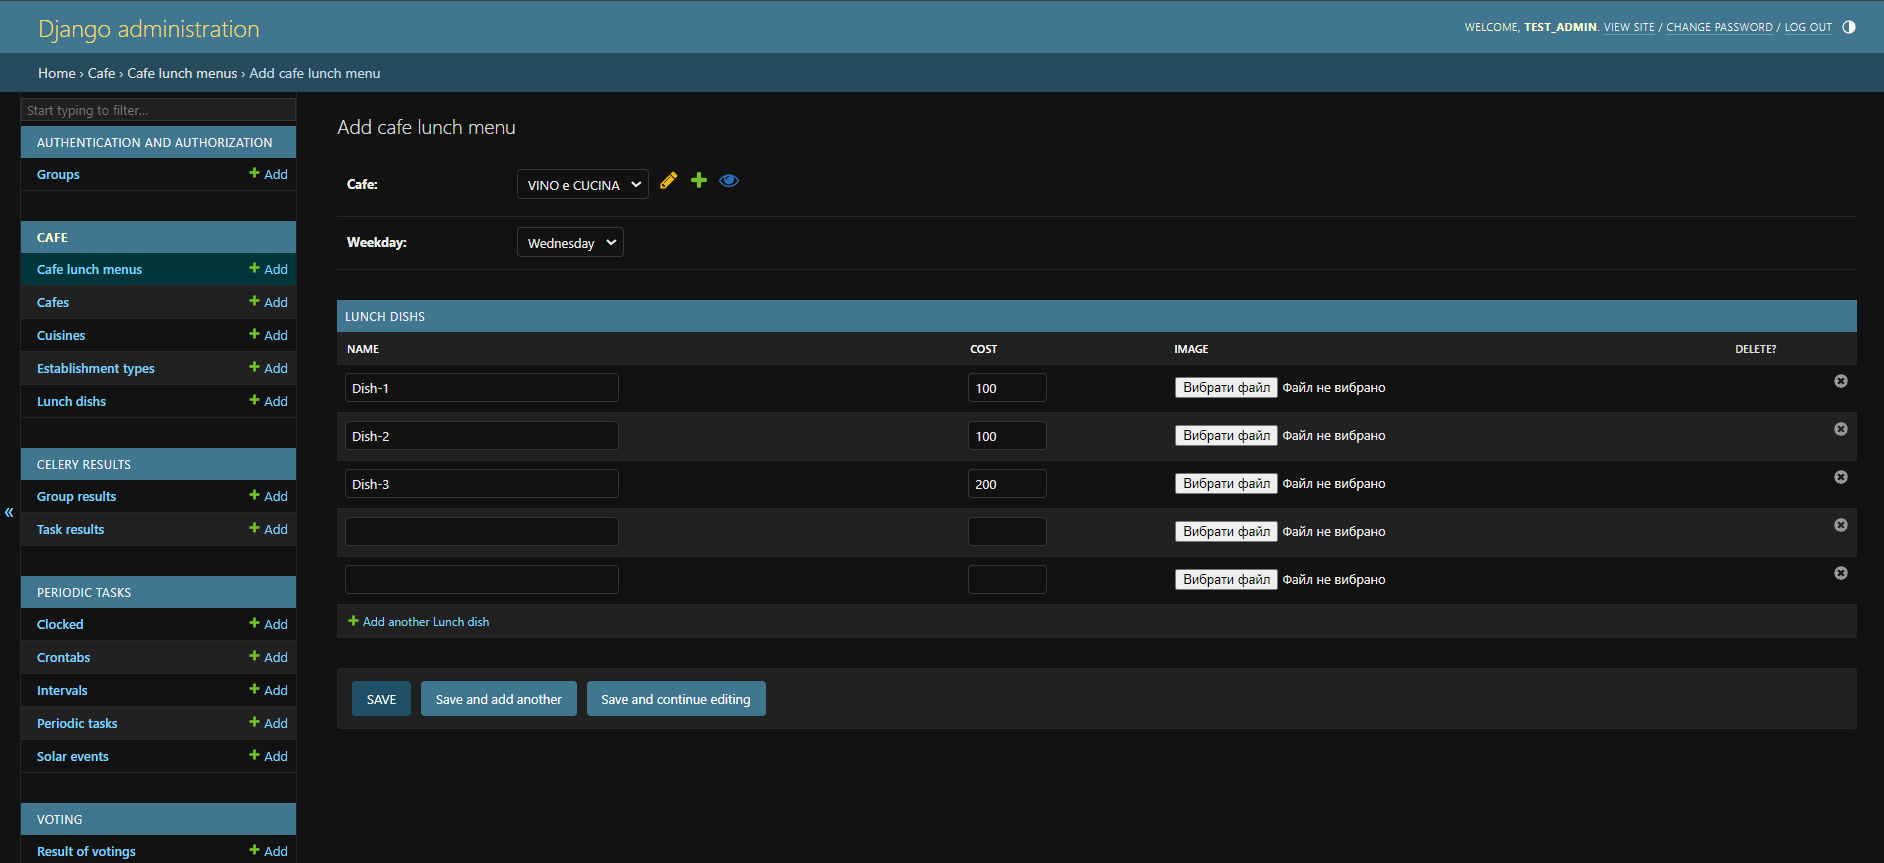 Django administration
WELCOME, TEST_ADMIN. VIEW SITE / CHANGE PASSWORD / LOG OUT
Home › Cafe › Cafe lunch menus › Add cafe lunch menu
Start typing to filter...
AUTHENTICATION AND AUTHORIZATION
Groups Add
CAFE
Cafe lunch menus Add
Cafes Add
Cuisines Add
Establishment types Add
Lunch dishs Add
CELERY RESULTS
Group results Add
«
Task results Add
PERIODIC TASKS
Clocked Add
Crontabs Add
Intervals Add
Periodic tasks Add
Solar events Add
VOTING
Result of votings Add
Add cafe lunch menu
Cafe: VINO e CUCINA
Weekday: Wednesday
LUNCH DISHS
NAME COST IMAGE DELETE?
Dish-1 100 Вибрати файл Файл не вибрано
Dish-2 100 Вибрати файл Файл не вибрано
Dish-3 200 Вибрати файл Файл не вибрано
Вибрати файл Файл не вибрано
Вибрати файл Файл не вибрано
Add another Lunch dish
SAVE Save and add another Save and continue editing